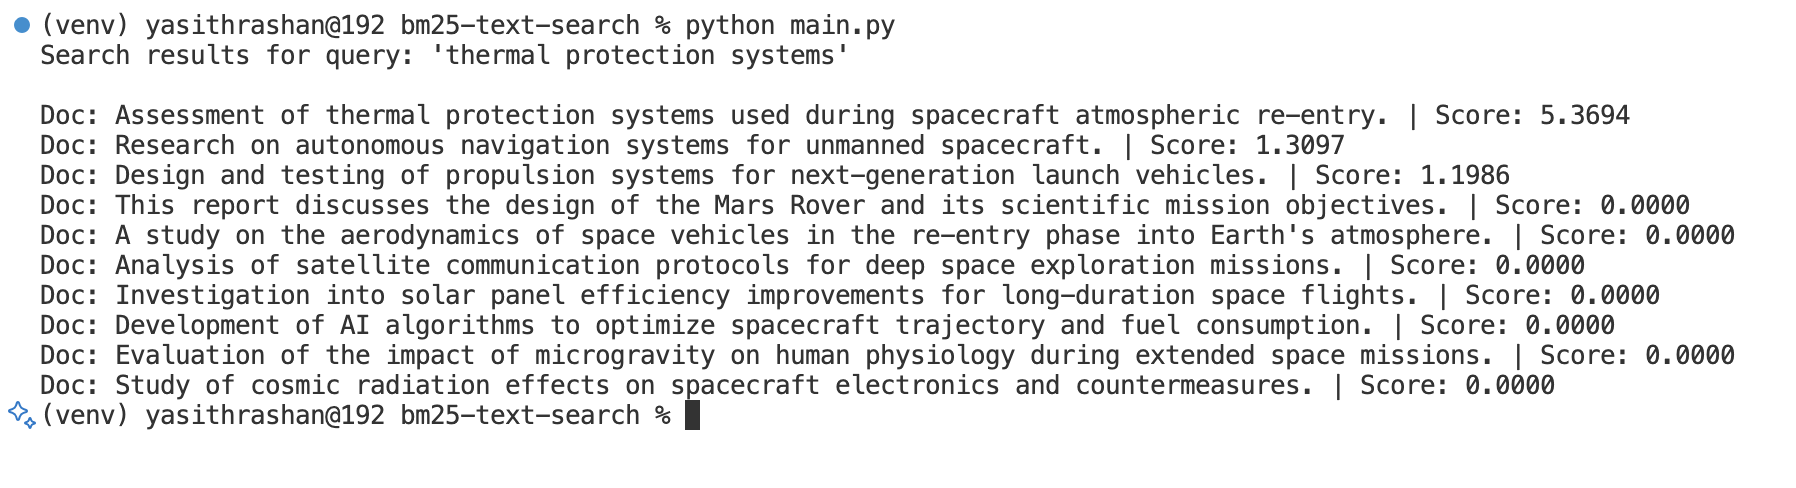 (venv) yasithrashan@192 bm25-text-search % python main.py
Search results for query: 'thermal protection systems'
Doc: Assessment of thermal protection systems used during spacecraft atmospheric re-entry. | Score: 5.3694
Doc: Research on autonomous navigation systems for unmanned spacecraft. | Score: 1.3097
Doc: Design and testing of propulsion systems for next-generation launch vehicles. | Score: 1.1986
Doc: This report discusses the design of the Mars Rover and its scientific mission objectives. | Score: 0.0000
Doc: A study on the aerodynamics of space vehicles in the re-entry phase into Earth's atmosphere. | Score: 0.0000
Doc: Analysis of satellite communication protocols for deep space exploration missions. | Score: 0.0000
Doc: Investigation into solar panel efficiency improvements for long-duration space flights. | Score: 0.0000
Doc: Development of AI algorithms to optimize spacecraft trajectory and fuel consumption. | Score: 0.0000
Doc: Evaluation of the impact of microgravity on human physiology during extended space missions. | Score: 0.0000
Doc: Study of cosmic radiation effects on spacecraft electronics and countermeasures. | Score: 0.0000
(venv) yasithrashan@192 bm25-text-search %